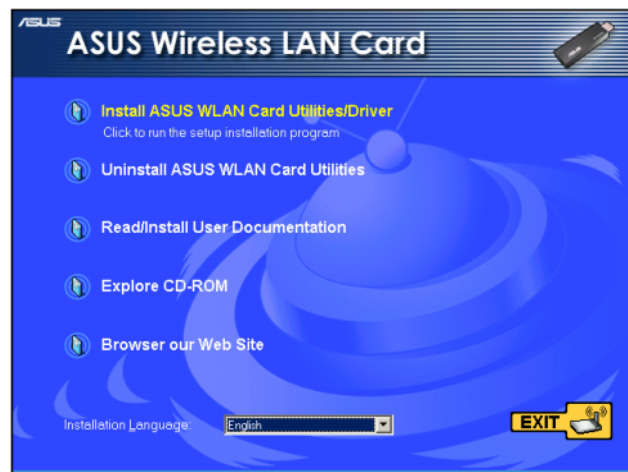 ASUS
ASUS Wireless LAN Card
Install ASUS WLAN Card Utilities/Driver
Click to run the setup installation program
Uninstall ASUS WLAN Card Utilities
Read/Install User Documentation
Explore CD-ROM
Browser our Web Site
Installation Language: English
EXIT